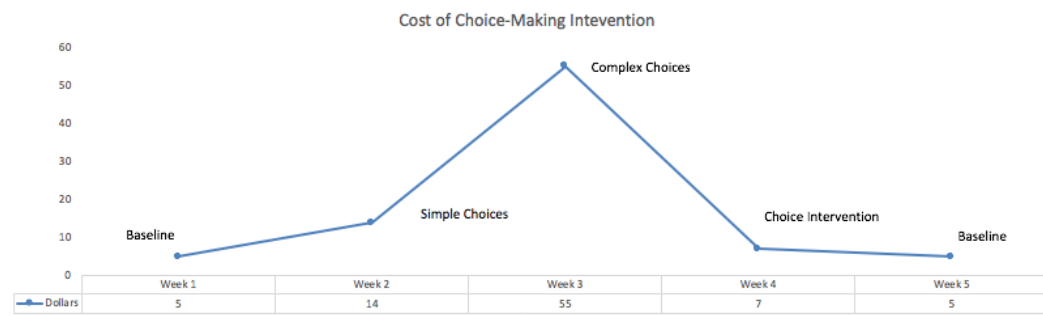 Cost of Choice-Making Intevention
60
50
40
30
20
10
0
Baseline
Simple Choices
Complex Choices
Choice Intervention
Baseline
Week 1 Week 2 Week 3 Week 4 Week 5
Dollars 5 14 55 7 5